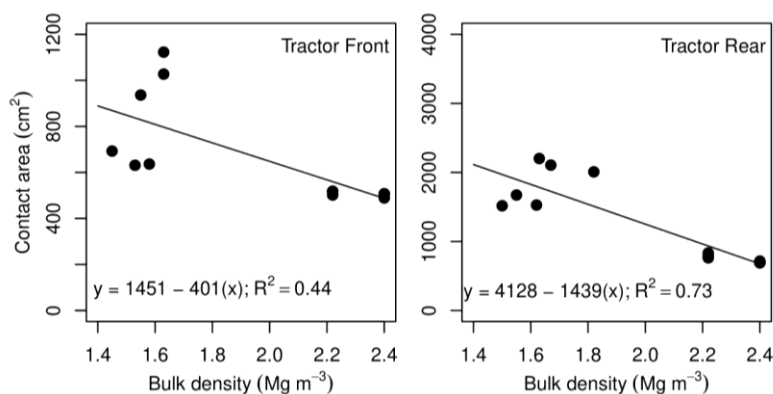 Tractor Front
Contact area (cm²)
1200
800
400
0
y = 1451 − 401(x); R² = 0.44
1.4 1.6 1.8 2.0 2.2 2.4
Bulk density (Mg m⁻³)
Tractor Rear
4000
3000
2000
1000
0
y = 4128 − 1439(x); R² = 0.73
1.4 1.6 1.8 2.0 2.2 2.4
Bulk density (Mg m⁻³)